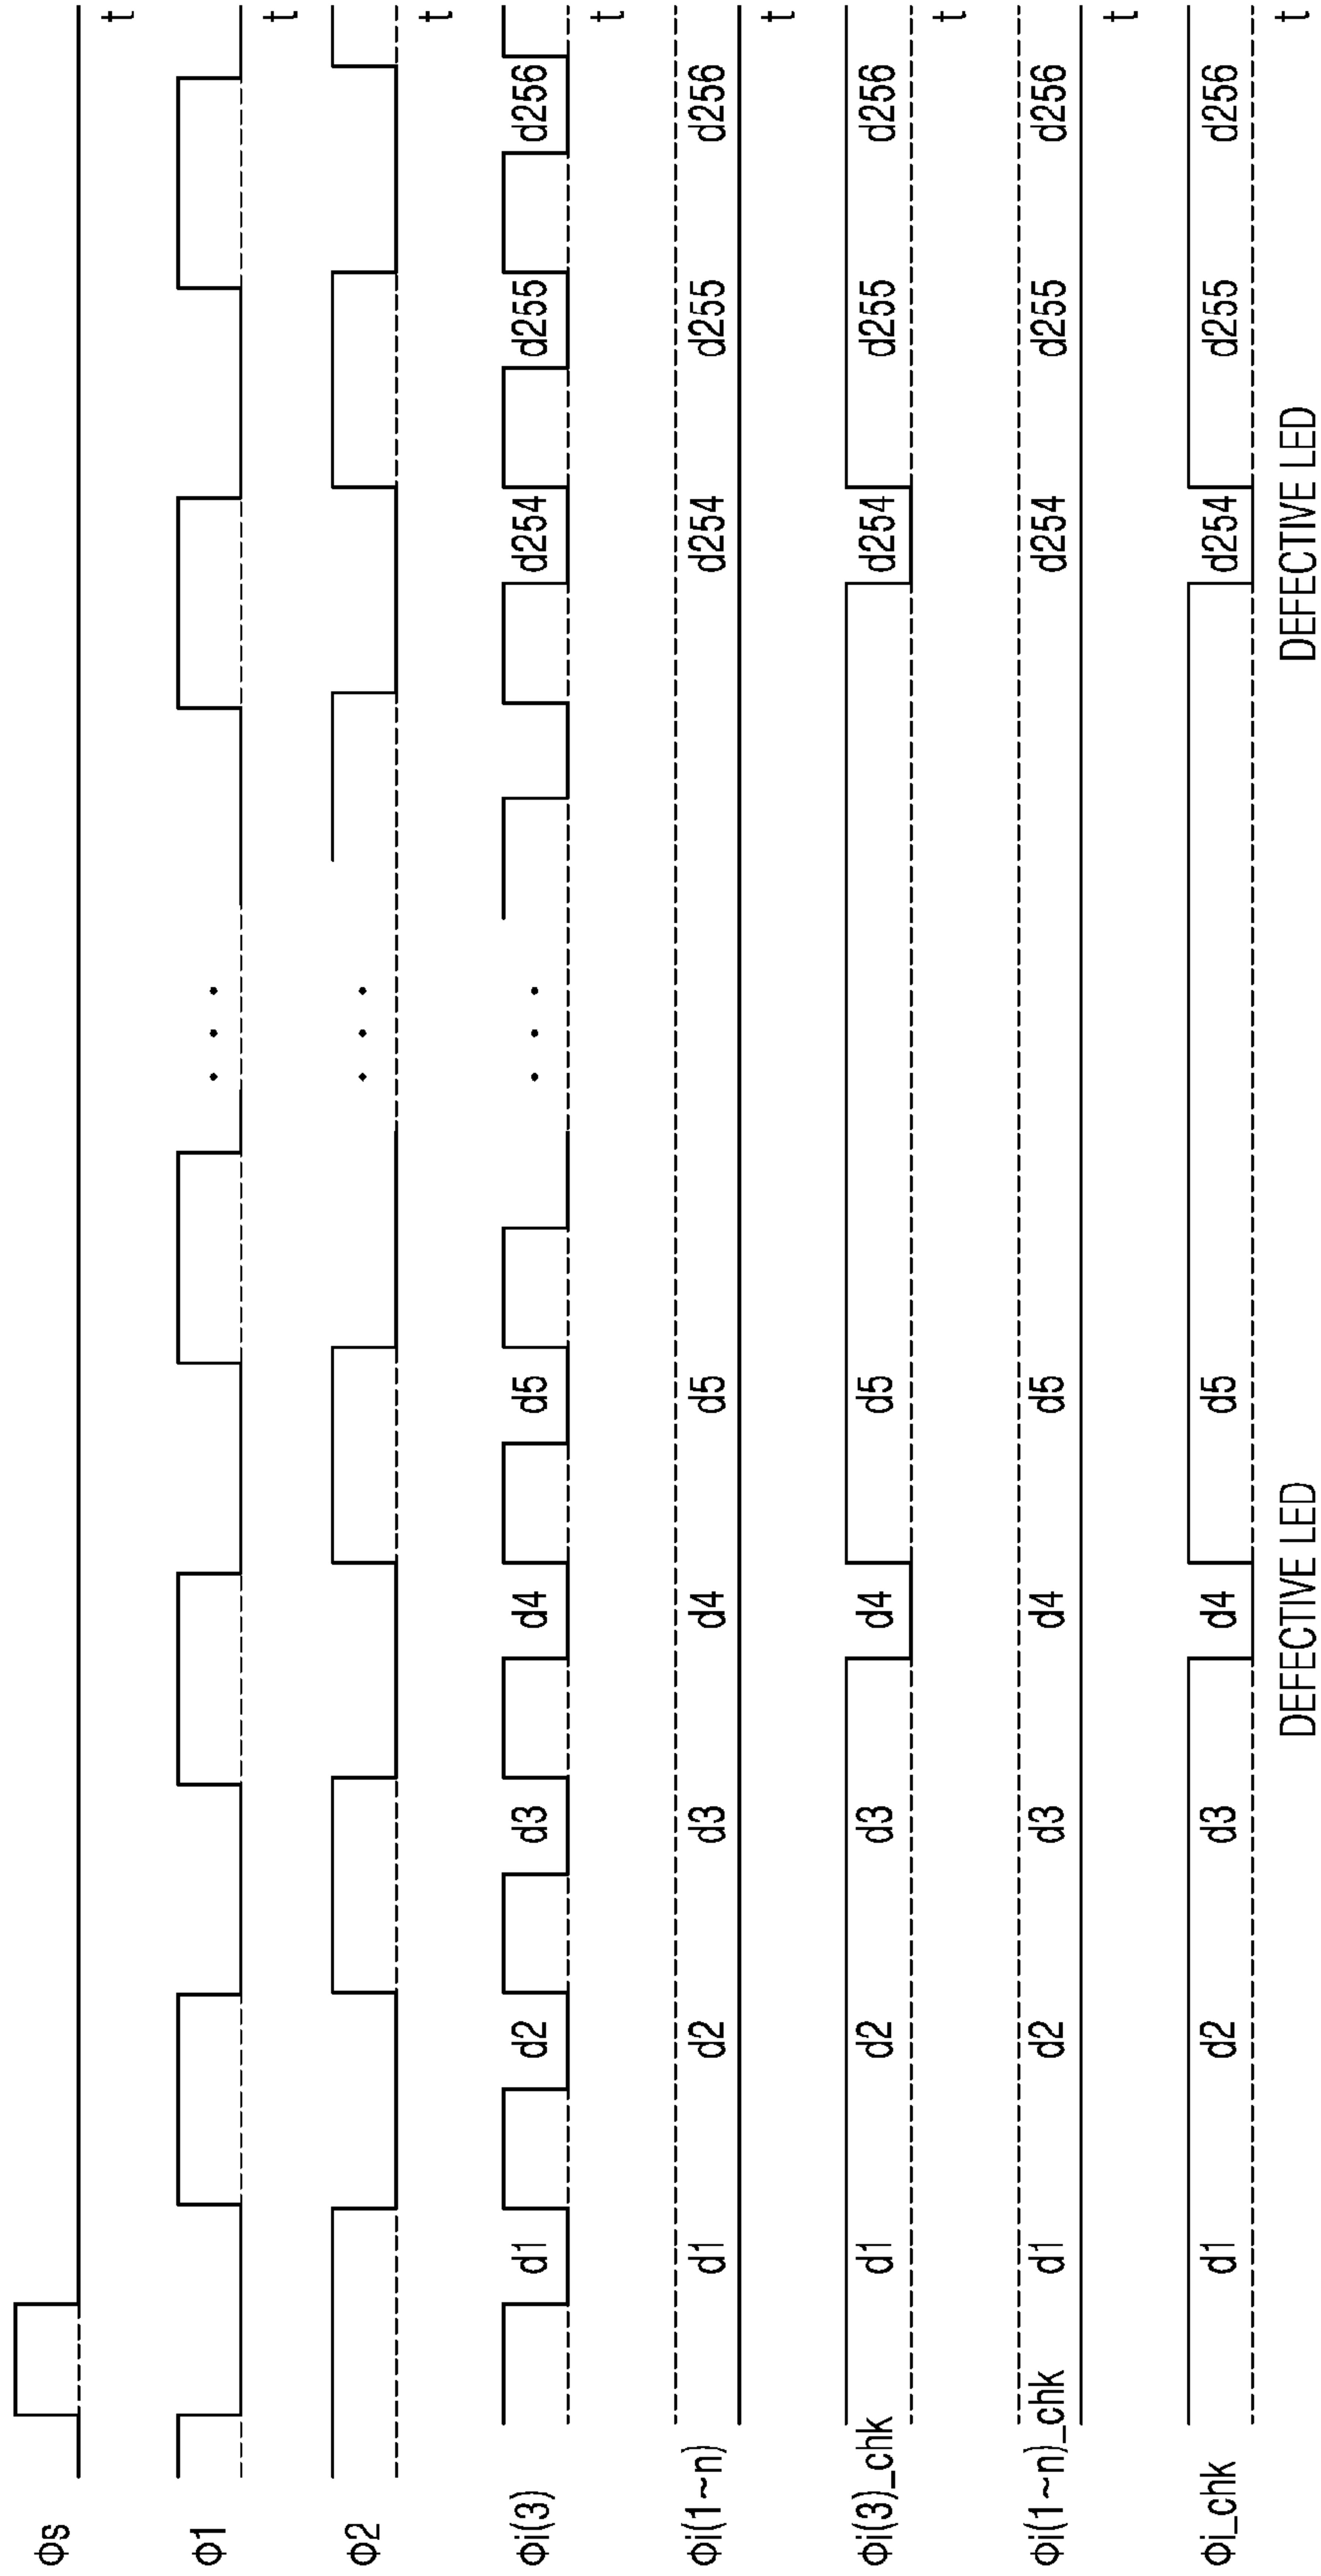 φs
t
φ1
• • •
t
φ2
• • •
t
φi(3) d1 d2 d3 d4 d5 • • • d254 d255 d256
t
φi(1~n) d1 d2 d3 d4 d5 d254 d255 d256
t
φi(3)_chk d1 d2 d3 d4 d5 d254 d255 d256
t
φi(1~n)_chk d1 d2 d3 d4 d5 d254 d255 d256
t
φi_chk d1 d2 d3 d4 d5 d254 d255 d256
DEFECTIVE LED DEFECTIVE LED t